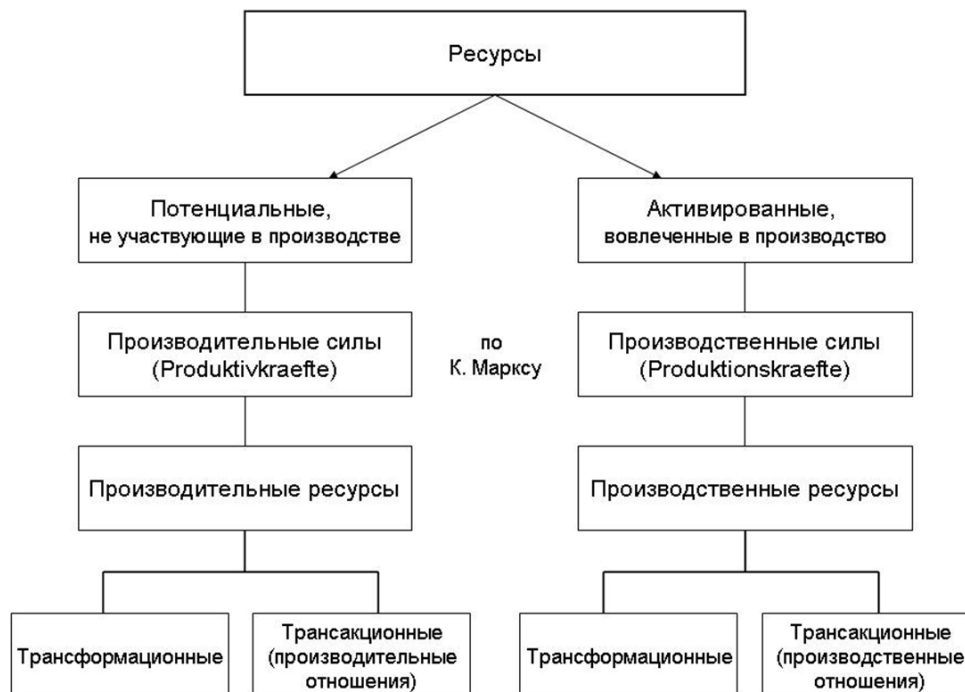 Ресурсы
Потенциальные,
не участвующие в производстве
Активированные,
вовлеченные в производство
Производительные силы
(Produktivkraefte)
по
К. Марксу
Производственные силы
(Produktionskraefte)
Производительные ресурсы
Производственные ресурсы
Трансформационные
Трансакционные
(производительные
отношения)
Трансформационные
Трансакционные
(производственные
отношения)